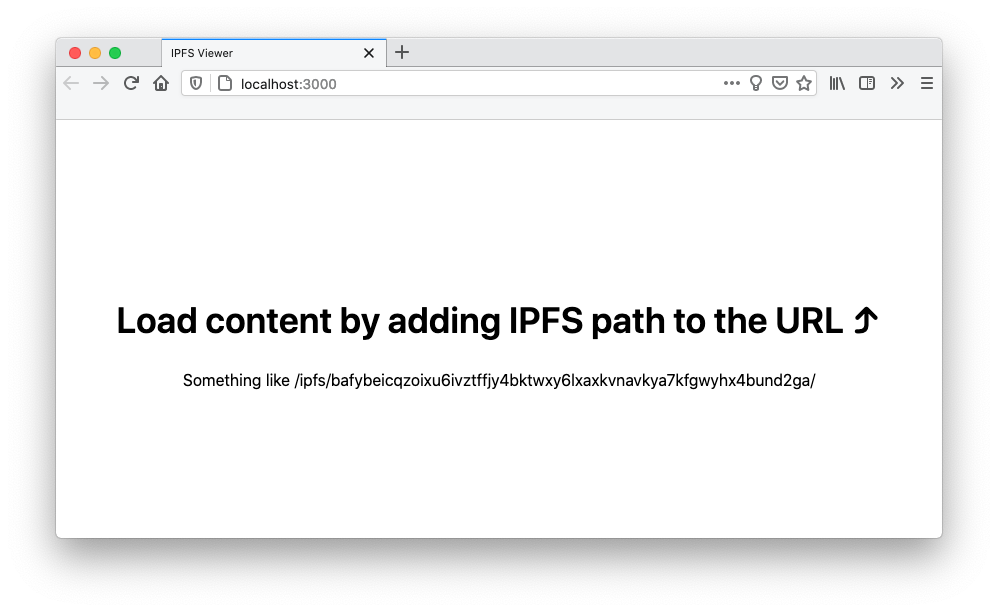 IPFS Viewer
localhost:3000
Load content by adding IPFS path to the URL ⤴
Something like /ipfs/bafybeicqzoixu6ivztffjy4bktwxy6lxaxkvnavkya7kfgwyhx4bund2ga/